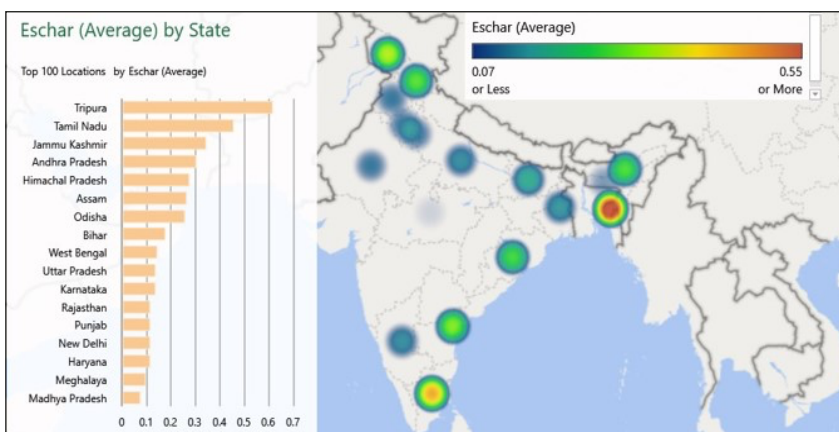 Eschar (Average) by State
Top 100 Locations by Eschar (Average)
Tripura
Tamil Nadu
Jammu Kashmir
Andhra Pradesh
Himachal Pradesh
Assam
Odisha
Bihar
West Bengal
Uttar Pradesh
Karnataka
Rajasthan
Punjab
New Delhi
Haryana
Meghalaya
Madhya Pradesh
0 0.1 0.2 0.3 0.4 0.5 0.6 0.7
Eschar (Average)
0.07 0.55
or Less or More